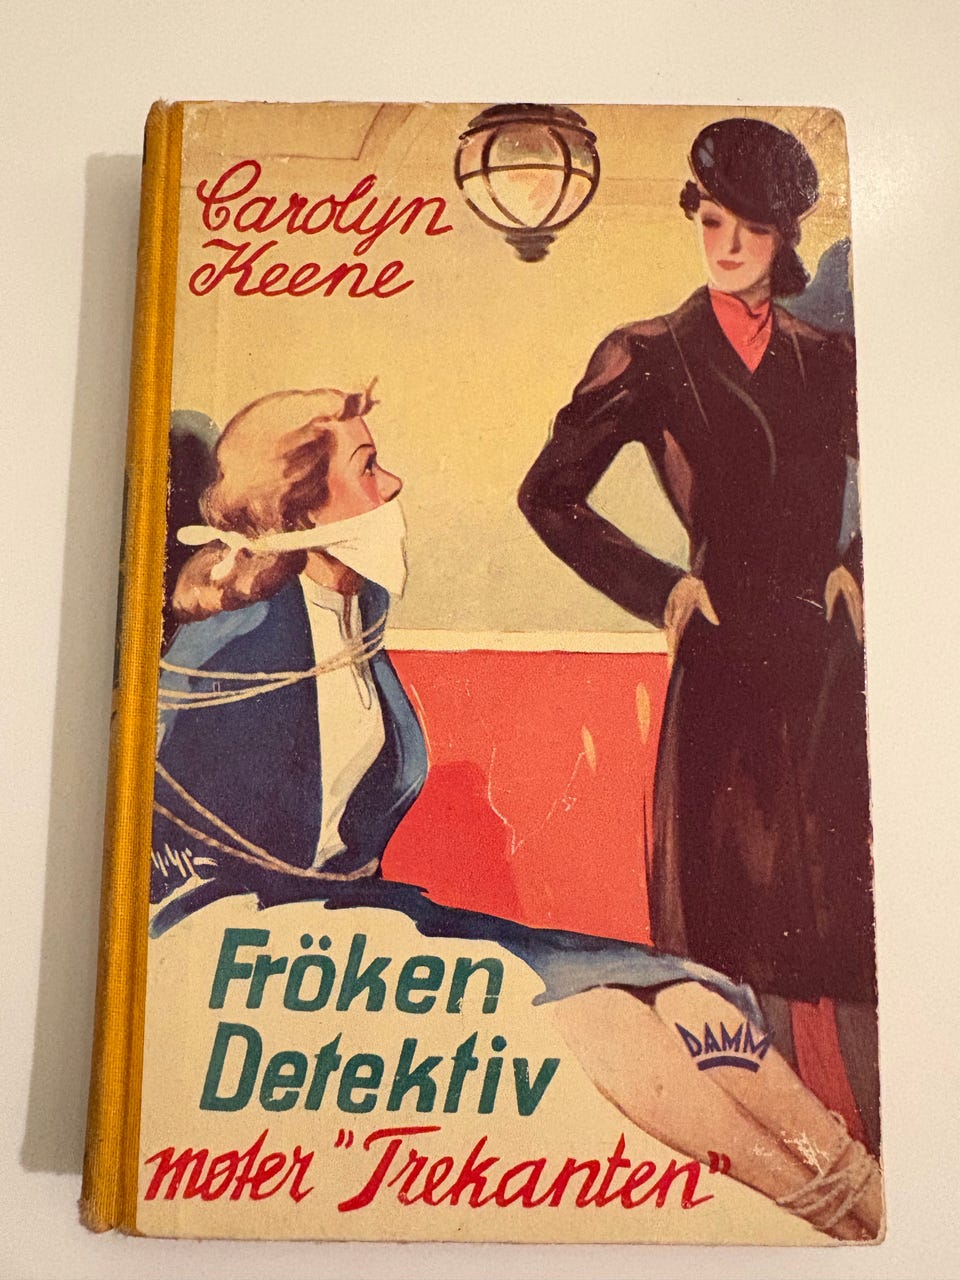 Carolyn
Keene
Fröken
Detektiv
DAMM
møter "Trekanten"